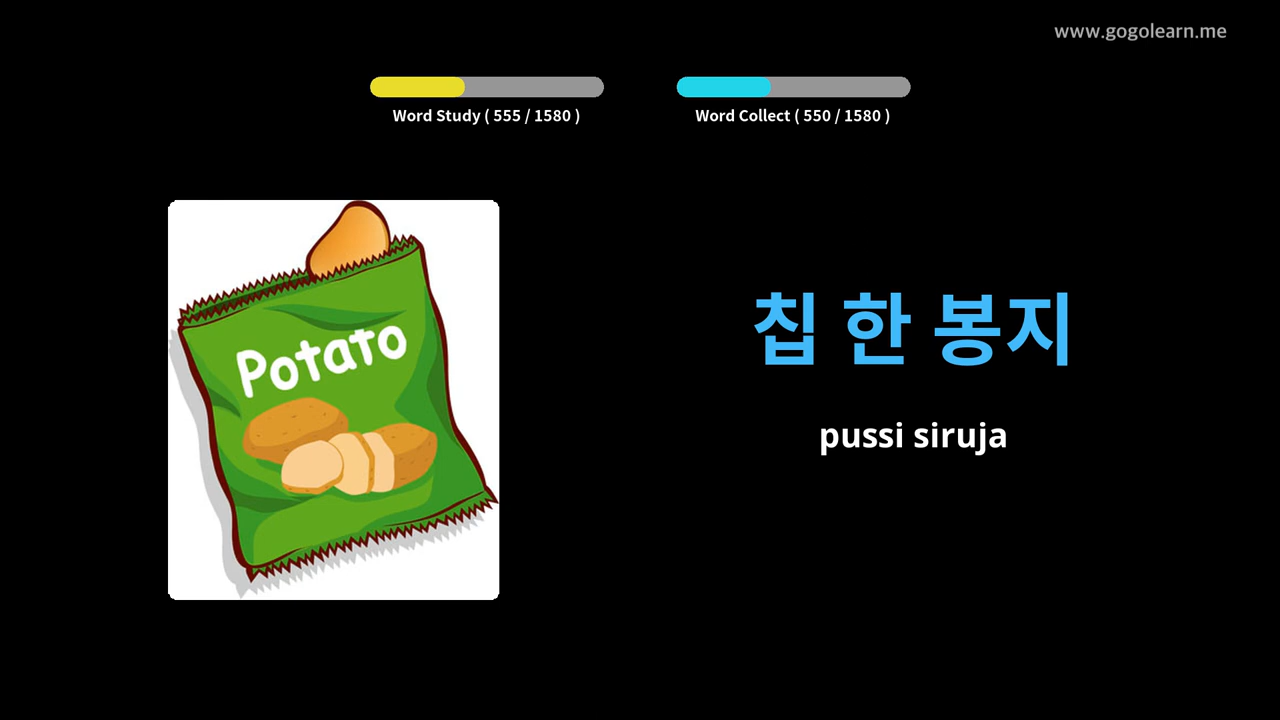 www.gogolearn.me
Word Study ( 555 / 1580 )
Word Collect ( 550 / 1580 )
Potato
칩 한 봉지
pussi siruja